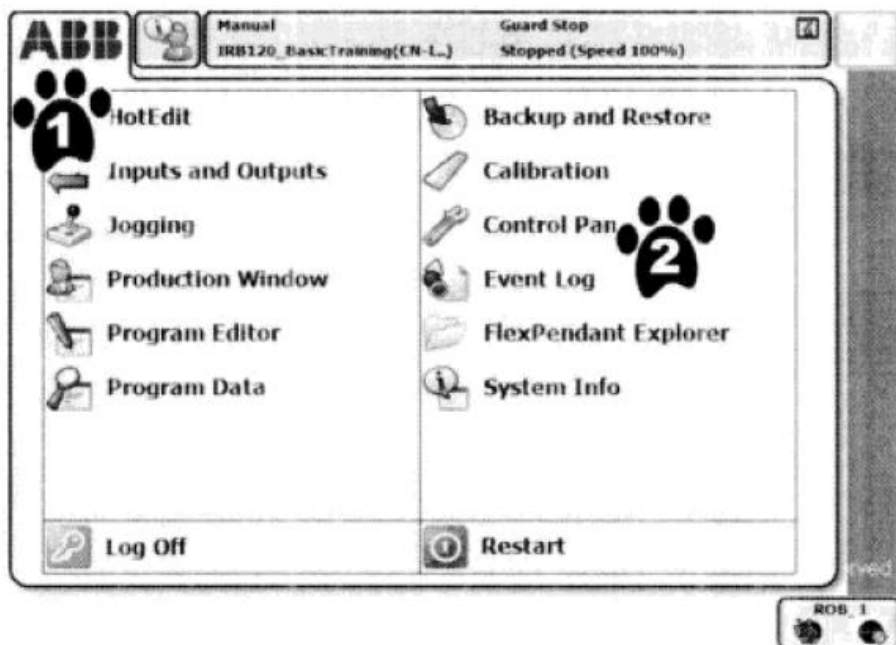 ABB
Manual
Guard Stop
IRB120_BasicTraining(CN-L..)
Stopped (Speed 100%)
1
HotEdit
Backup and Restore
Inputs and Outputs
Calibration
Jogging
Control Pan
2
Production Window
Event Log
Program Editor
FlexPendant Explorer
Program Data
System Info
Log Off
Restart
rved
ROB_1